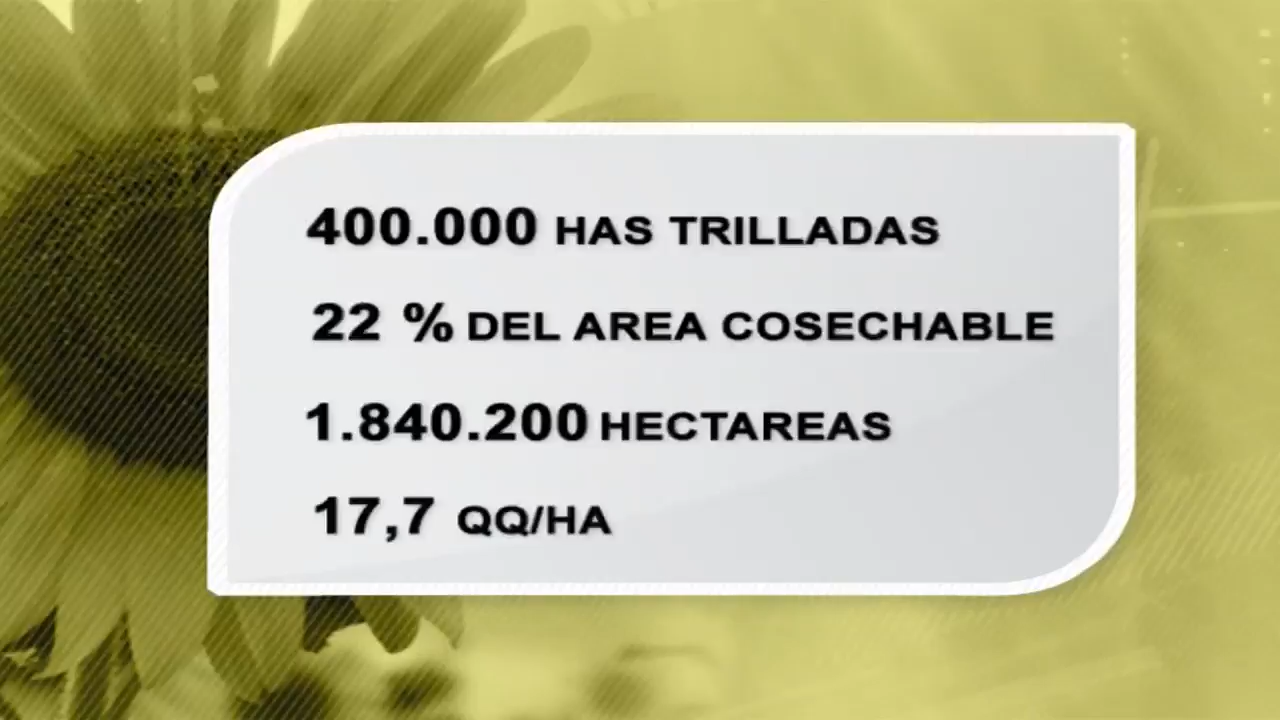 400.000 HAS TRILLADAS
22 % DEL AREA COSECHABLE
1.840.200 HECTAREAS
17,7 QQ/HA